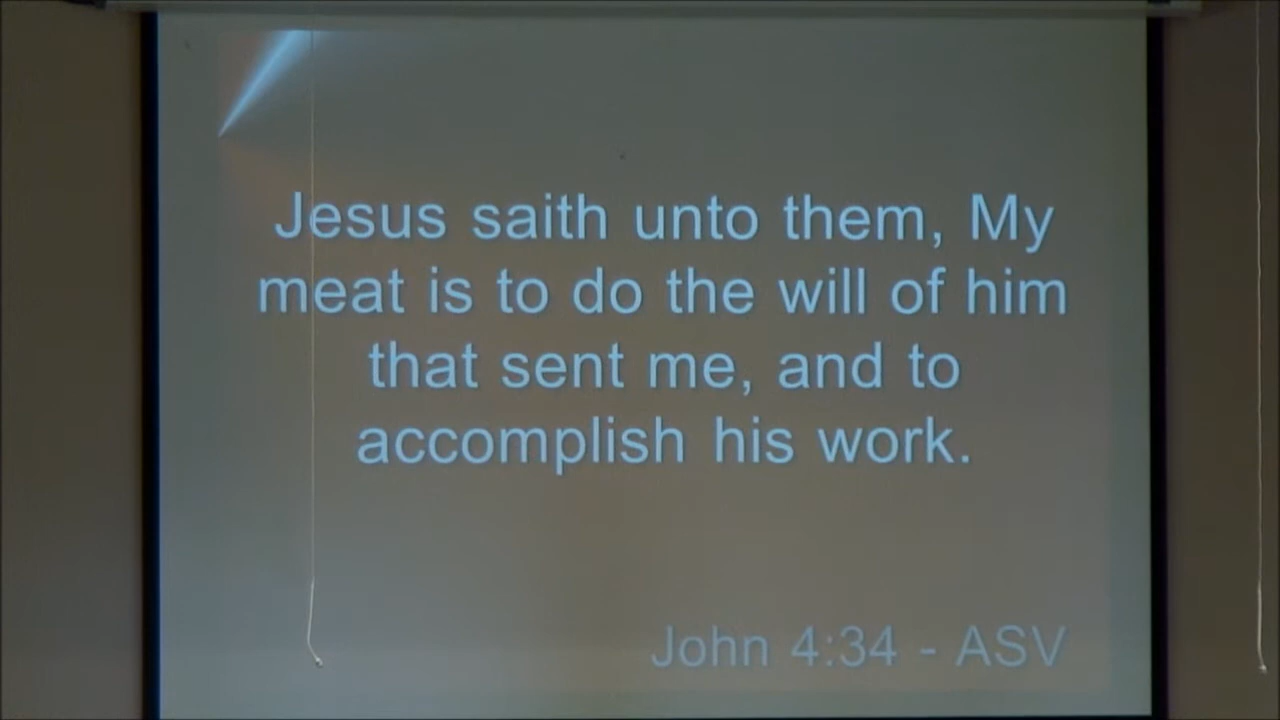 Jesus saith unto them, My
meat is to do the will of him
that sent me, and to
accomplish his work.
John 4:34 - ASV